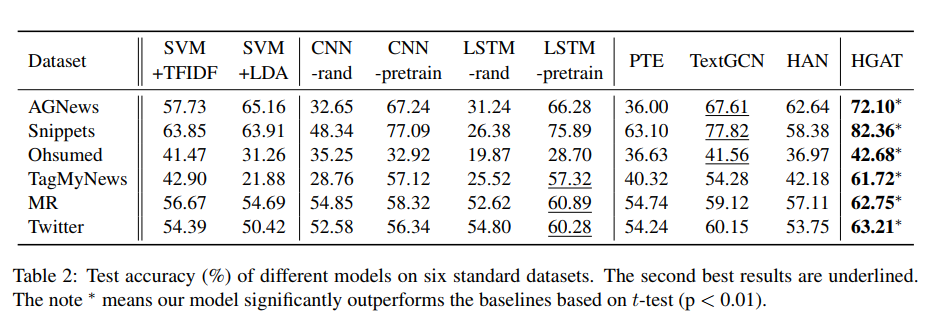 Dataset SVM +TFIDF SVM +LDA CNN -rand CNN -pretrain LSTM -rand LSTM -pretrain PTE TextGCN HAN HGAT
AGNews 57.73 65.16 32.65 67.24 31.24 66.28 36.00 67.61 62.64 72.10*
Snippets 63.85 63.91 48.34 77.09 26.38 75.89 63.10 77.82 58.38 82.36*
Ohsumed 41.47 31.26 35.25 32.92 19.87 28.70 36.63 41.56 36.97 42.68*
TagMyNews 42.90 21.88 28.76 57.12 25.52 57.32 40.32 54.28 42.18 61.72*
MR 56.67 54.69 54.85 58.32 52.62 60.89 54.74 59.12 57.11 62.75*
Twitter 54.39 50.42 52.58 56.34 54.80 60.28 54.24 60.15 53.75 63.21*
Table 2: Test accuracy (%) of different models on six standard datasets. The second best results are underlined.
The note * means our model significantly outperforms the baselines based on t-test (p < 0.01).